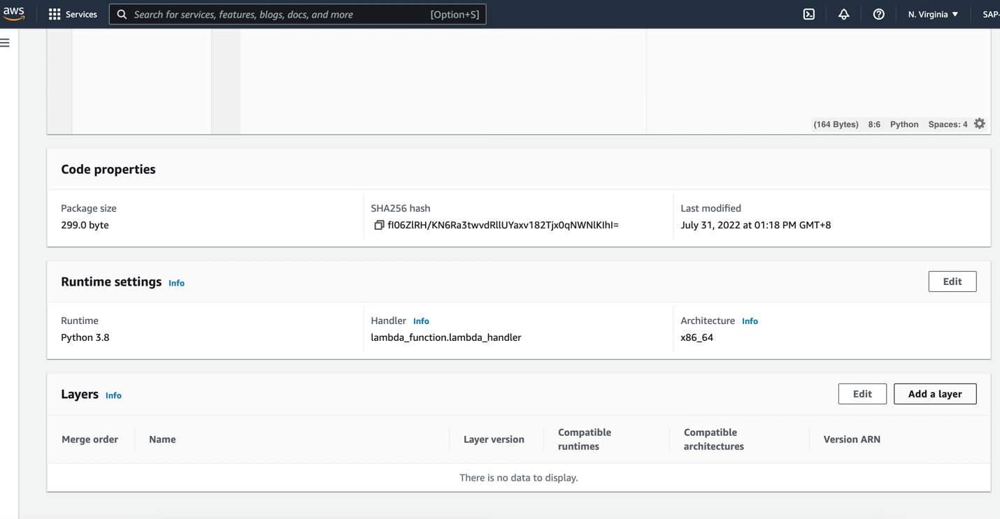 aws Services Search for services, features, blogs, docs, and more [Option+S] N. Virginia SAP-
(164 Bytes) 8:6 Python Spaces: 4
Code properties
Package size SHA256 hash Last modified
299.0 byte fI06ZlRH/KN6Ra3twvdRllUYaxv182Tjx0qNWNlKIhI= July 31, 2022 at 01:18 PM GMT+8
Runtime settings Info Edit
Runtime Handler Info Architecture Info
Python 3.8 lambda_function.lambda_handler x86_64
Layers Info Edit Add a layer
Merge order Name Layer version Compatible runtimes Compatible architectures Version ARN
There is no data to display.